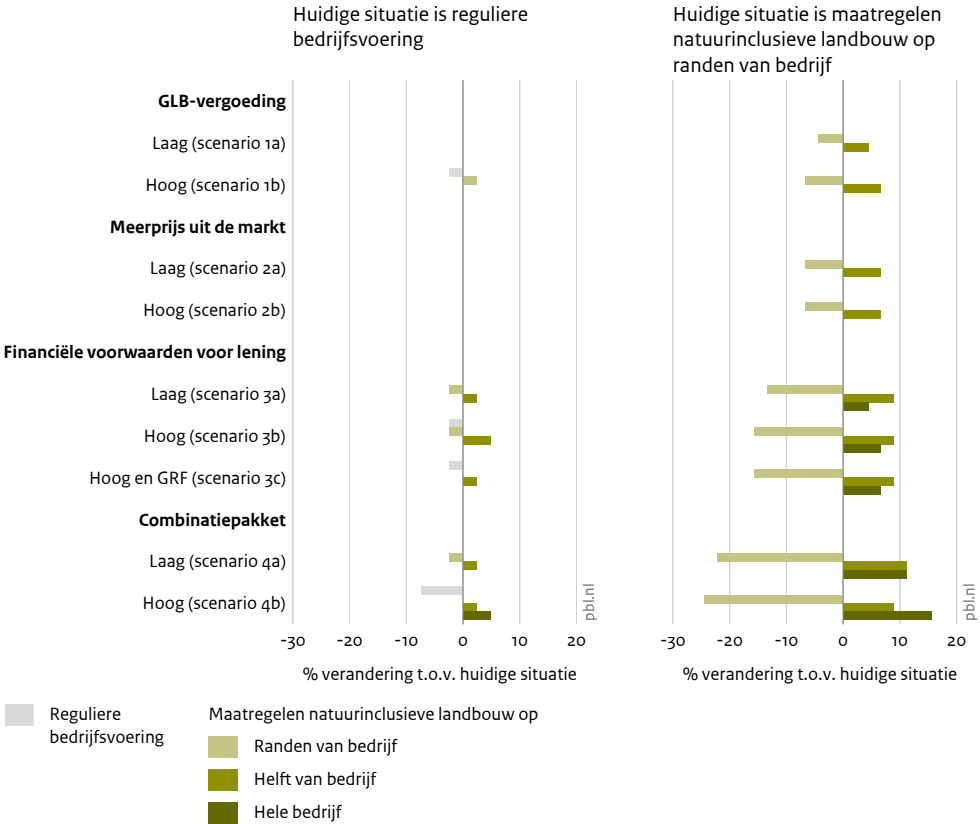 Huidige situatie is reguliere
bedrijfsvoering
Huidige situatie is maatregelen
natuurinclusieve landbouw op
randen van bedrijf
GLB-vergoeding
Laag (scenario 1a)
Hoog (scenario 1b)
Meerprijs uit de markt
Laag (scenario 2a)
Hoog (scenario 2b)
Financiële voorwaarden voor lening
Laag (scenario 3a)
Hoog (scenario 3b)
Hoog en GRF (scenario 3c)
Combinatiepakket
Laag (scenario 4a)
Hoog (scenario 4b)
pbl.nl
pbl.nl
-30 -20 -10 0 10 20
-30 -20 -10 0 10 20
% verandering t.o.v. huidige situatie
% verandering t.o.v. huidige situatie
Reguliere
bedrijfsvoering
Maatregelen natuurinclusieve landbouw op
Randen van bedrijf
Helft van bedrijf
Hele bedrijf